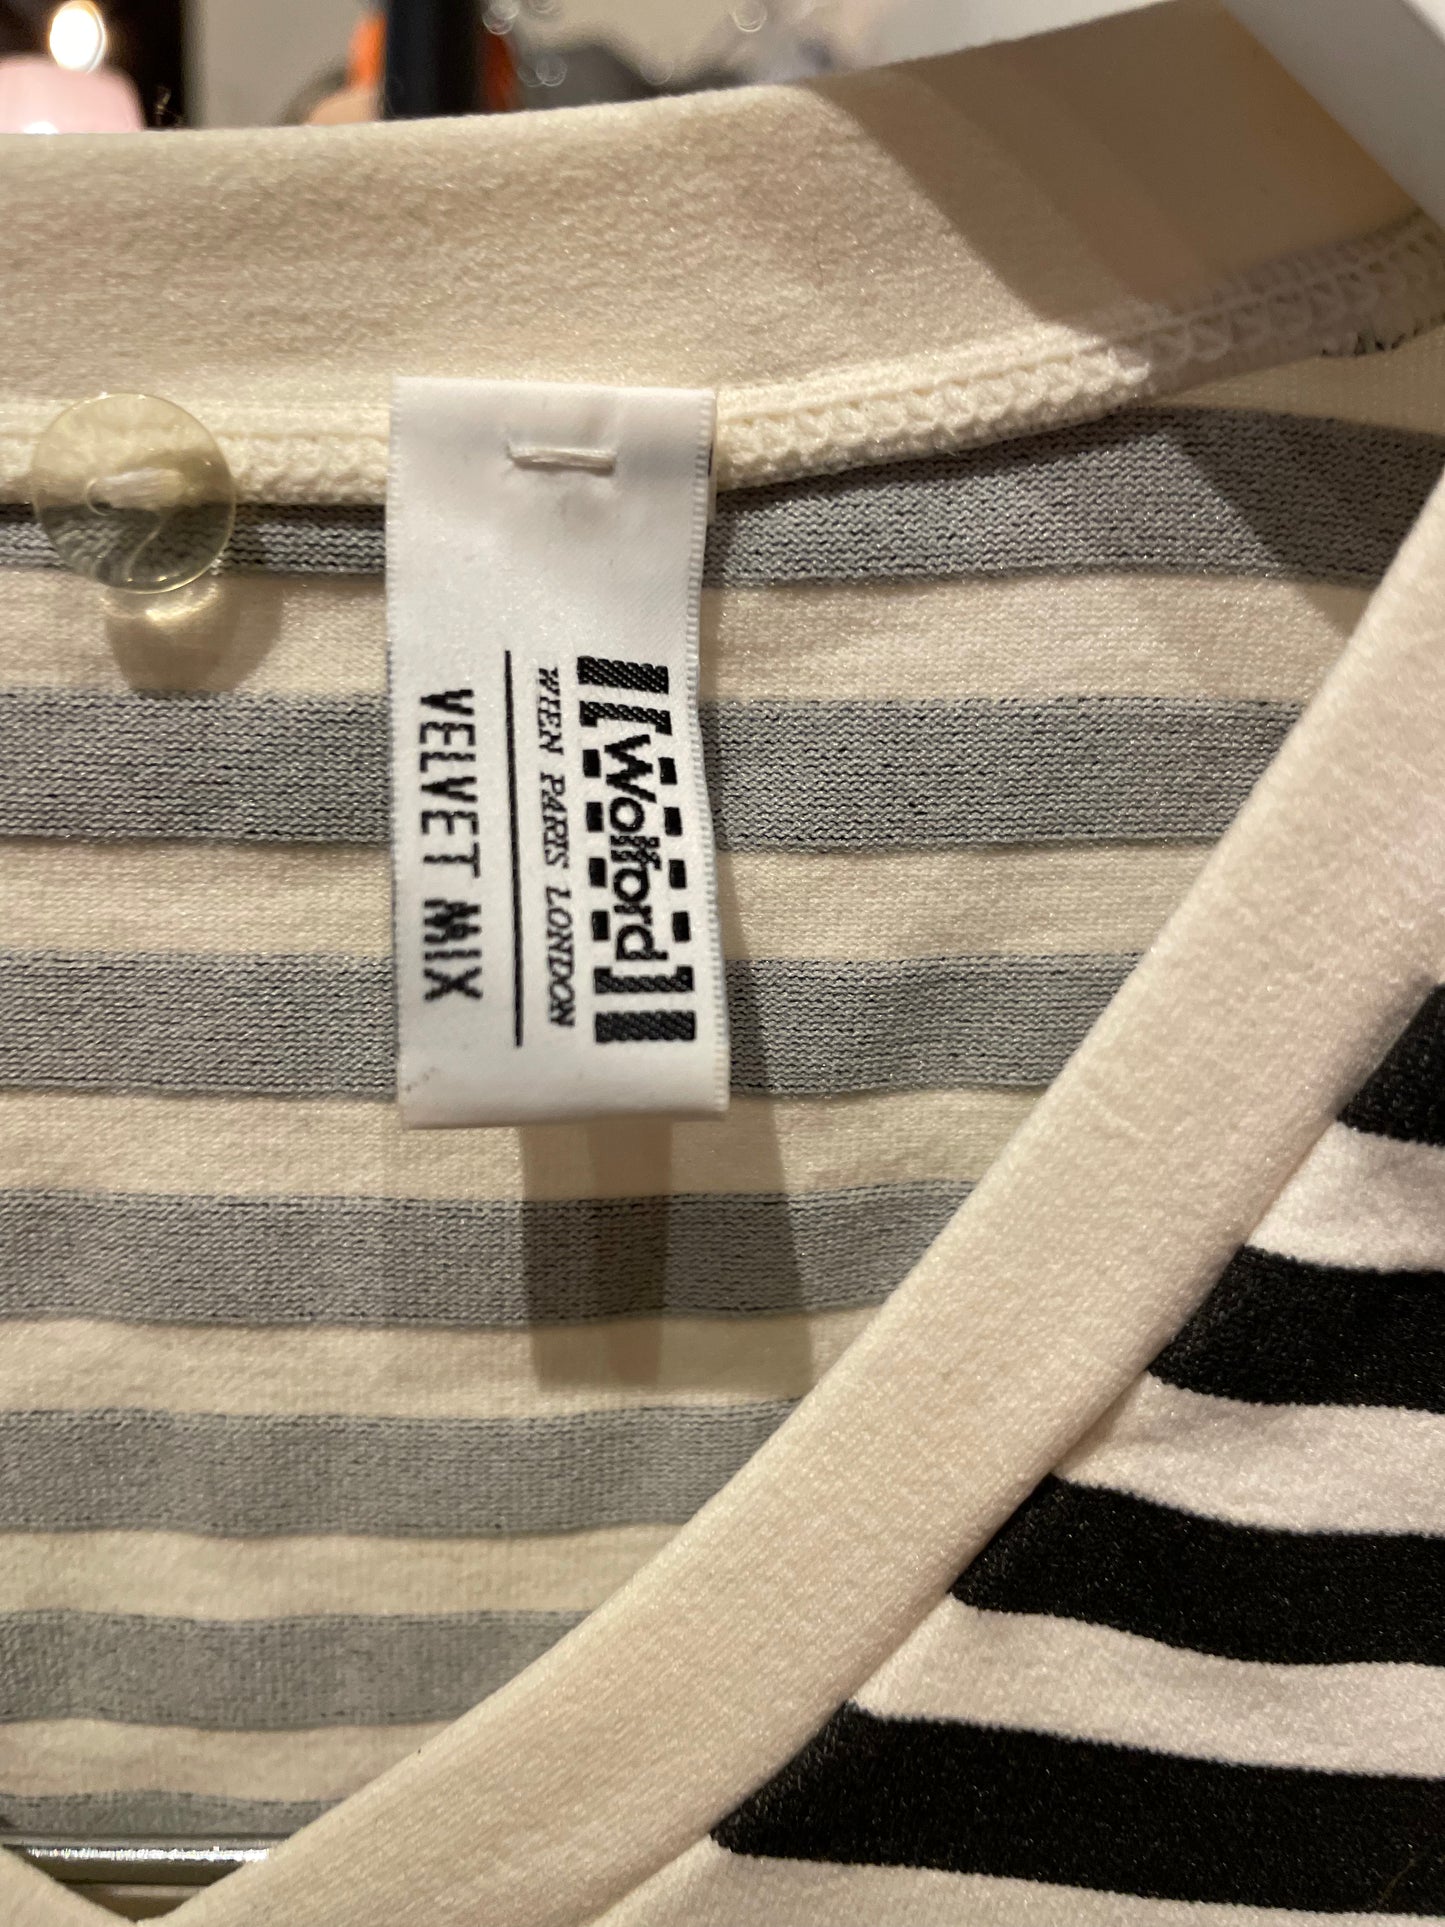 [Wolford]
WIEN PARIS LONDON
VELVET MIX